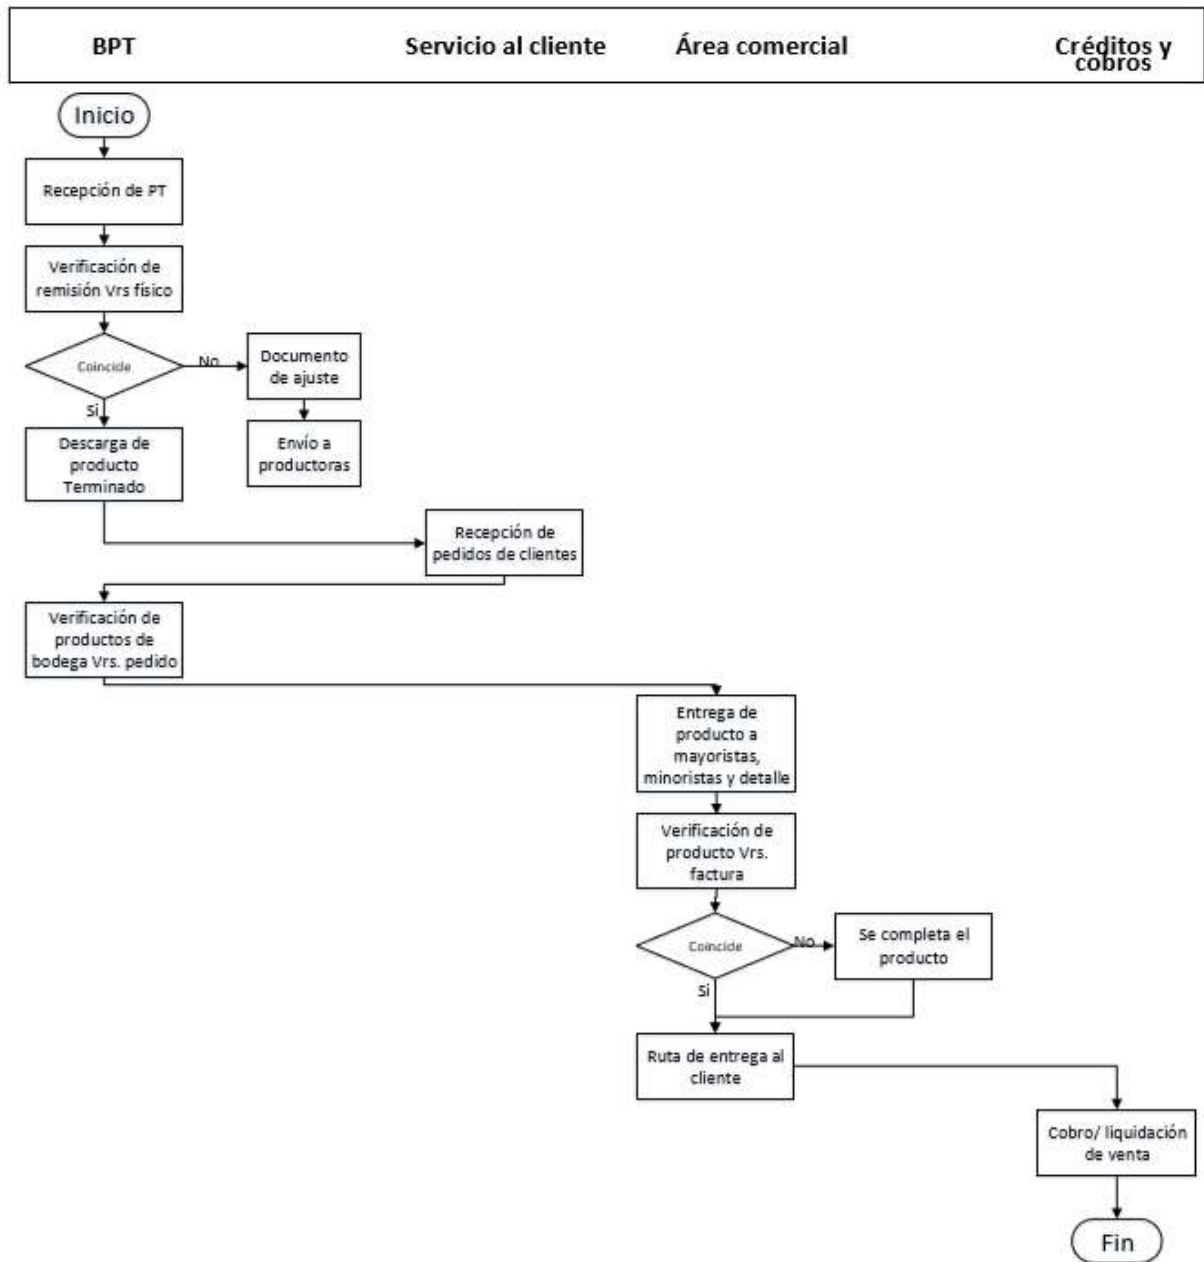 BPT
Servicio al cliente
Área comercial
Créditos y
cobros
Inicio
Recepción de PT
Verificación de
remisión Vrs físico
Coincide
No
Documento
de ajuste
Si
Descarga de
producto
Terminado
Envío a
productoras
Recepción de
pedidos de clientes
Verificación de
productos de
bodega Vrs. pedido
Entrega de
producto a
mayoristas,
minoristas y detalle
Verificación de
producto Vrs.
factura
Coincide
No
Se completa el
producto
Si
Ruta de entrega al
cliente
Cobro/ liquidación
de venta
Fin